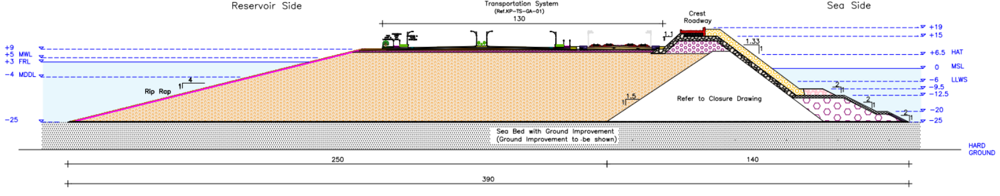 Reservoir Side
Transportation System
(Ref.KP-TS-GA-01)
130
Crest
Roadway
Sea Side
+19
+15
+9
+5 MWL
+3 FRL
-4 MDDL
1.33
1
+6.5 HAT
0 MSL
-6 LLWS
-9.5
-12.5
4
1
Rip Rap
1.5
1
Refer to Closure Drawing
2
1
2
1
2
1
-20
-25
-25
Sea Bed with Ground Improvement
(Ground Improvement to be shown)
HARD
GROUND
250
140
390